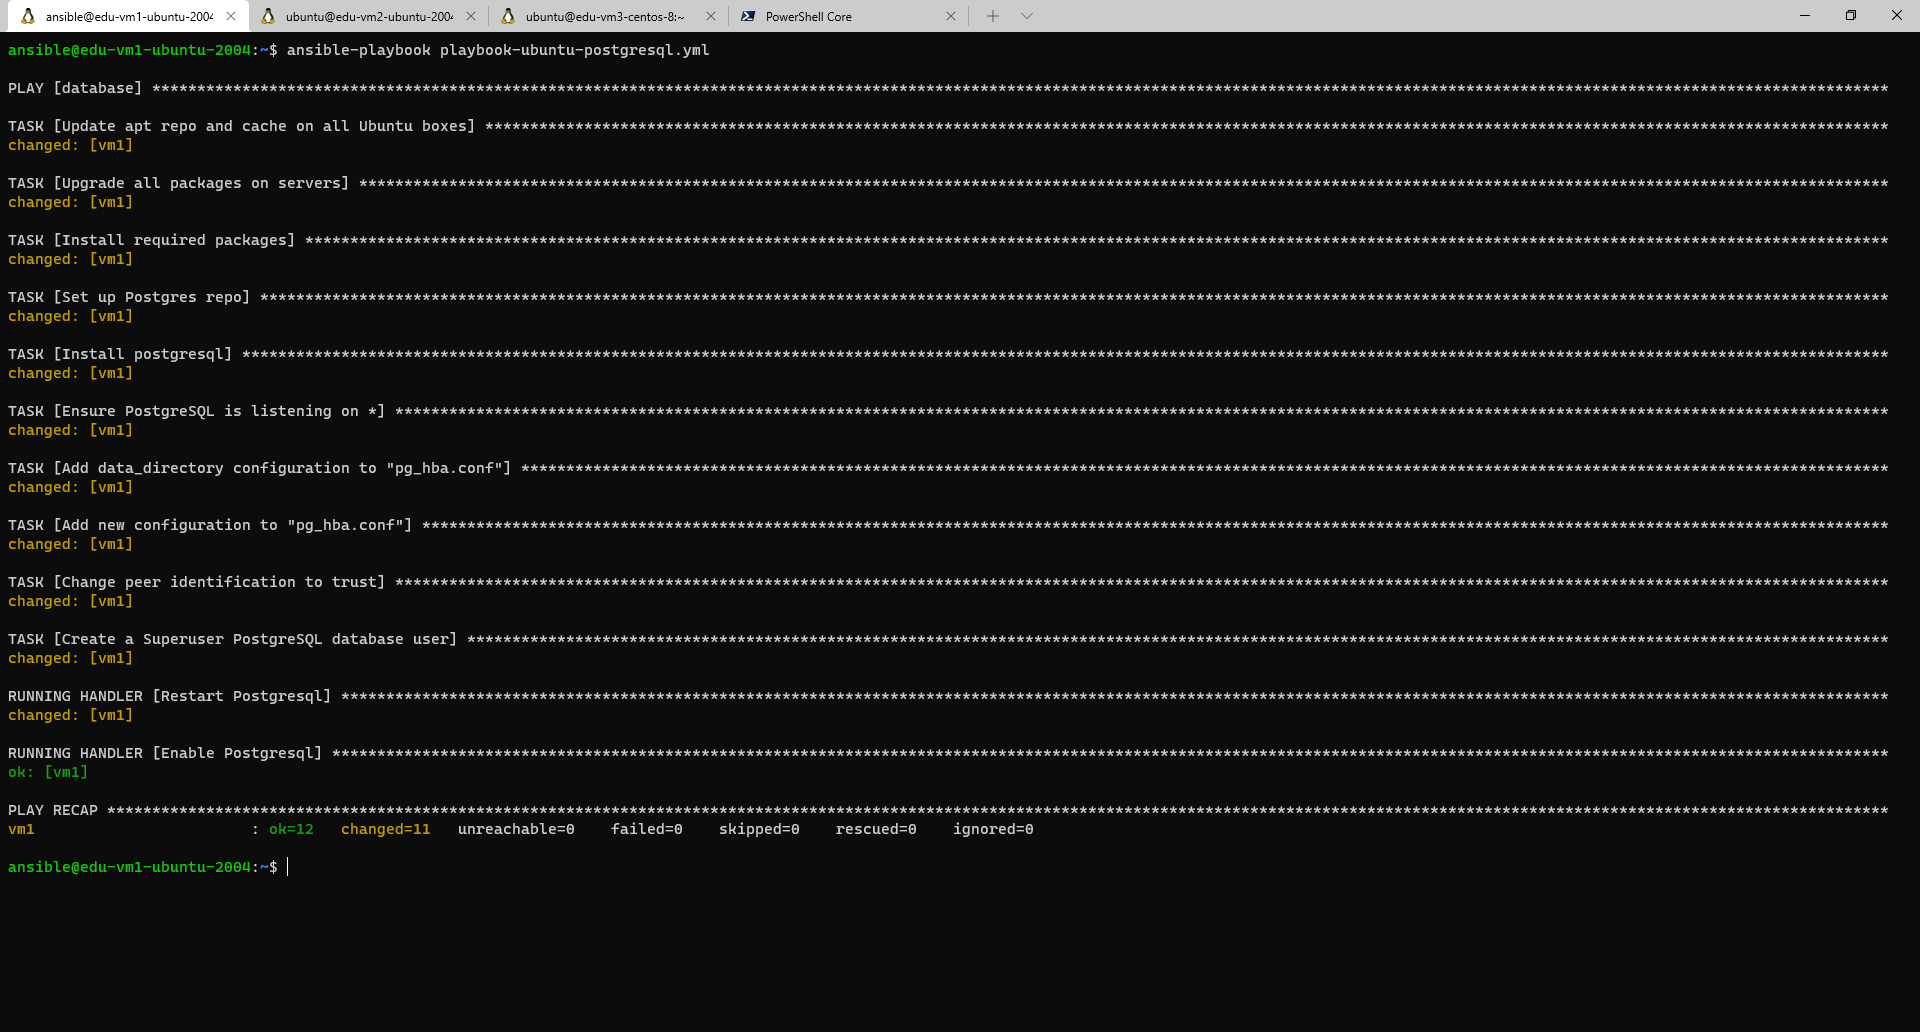 ansible@edu-vm1-ubuntu-2004
ubuntu@edu-vm2-ubuntu-2004
ubuntu@edu-vm3-centos-8:~
PowerShell Core
ansible@edu-vm1-ubuntu-2004:~$ ansible-playbook playbook-ubuntu-postgresql.yml
PLAY [database] ****************************************************************************************************************************************************************************************************
TASK [Update apt repo and cache on all Ubuntu boxes] ***************************************************************************************************************************************************************
changed: [vm1]
TASK [Upgrade all packages on servers] *****************************************************************************************************************************************************************************
changed: [vm1]
TASK [Install required packages] ***********************************************************************************************************************************************************************************
changed: [vm1]
TASK [Set up Postgres repo] ****************************************************************************************************************************************************************************************
changed: [vm1]
TASK [Install postgresql] ******************************************************************************************************************************************************************************************
changed: [vm1]
TASK [Ensure PostgreSQL is listening on *] *************************************************************************************************************************************************************************
changed: [vm1]
TASK [Add data_directory configuration to "pg_hba.conf"] ***********************************************************************************************************************************************************
changed: [vm1]
TASK [Add new configuration to "pg_hba.conf"] **********************************************************************************************************************************************************************
changed: [vm1]
TASK [Change peer identification to trust] *************************************************************************************************************************************************************************
changed: [vm1]
TASK [Create a Superuser PostgreSQL database user] *****************************************************************************************************************************************************************
changed: [vm1]
RUNNING HANDLER [Restart Postgresql] *******************************************************************************************************************************************************************************
changed: [vm1]
RUNNING HANDLER [Enable Postgresql] ********************************************************************************************************************************************************************************
ok: [vm1]
PLAY RECAP *********************************************************************************************************************************************************************************************************
vm1                        : ok=12   changed=11   unreachable=0    failed=0    skipped=0    rescued=0    ignored=0
ansible@edu-vm1-ubuntu-2004:~$